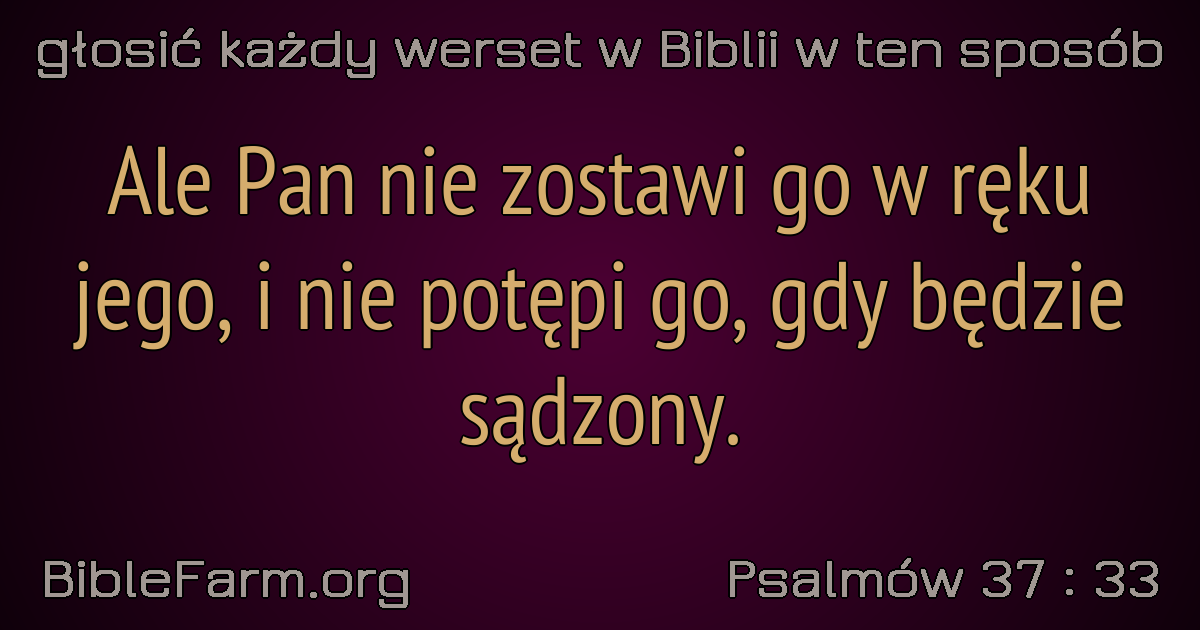 głosić każdy werset w Biblii w ten sposób
Ale Pan nie zostawi go w ręku
jego, i nie potępi go, gdy będzie
sądzony.
BibleFarm.org
Psalmów 37 : 33